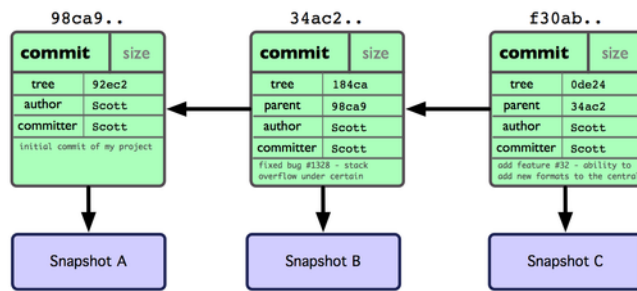 98ca9..
commit size
tree 92ec2
author Scott
committer Scott
initial commit of my project
Snapshot A
34ac2..
commit size
tree 184ca
parent 98ca9
author Scott
committer Scott
fixed bug #1328 - stack
overflow under certain
Snapshot B
f30ab..
commit size
tree 0de24
parent 34ac2
author Scott
committer Scott
add feature #32 - ability to
add new formats to the central
Snapshot C